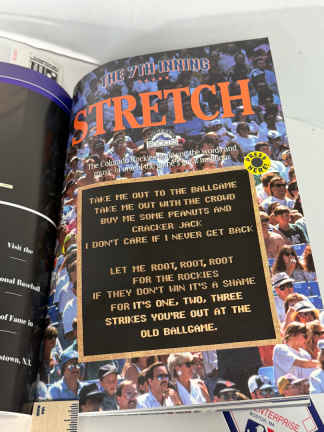 THE 7TH INNING
STRETCH
The Colorado Rockies
TAKE ME OUT TO THE BALLGAME
TAKE ME OUT WITH THE CROWD
BUY ME SOME PEANUTS AND
CRACKER JACK
I DON'T CARE IF I NEVER GET BACK
LET ME ROOT, ROOT, ROOT
FOR THE ROCKIES
IF THEY DON'T WIN IT'S A SHAME
FOR IT'S ONE, TWO, THREE
STRIKES YOU'RE OUT AT THE
OLD BALLGAME.
Visit the
onal Baseball
of Fame in
stown, N.Y.
ENTERPRISE